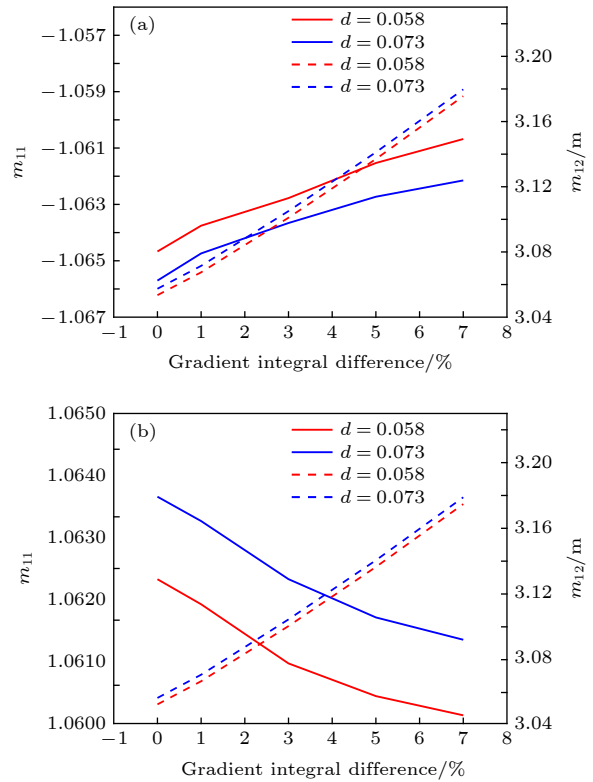 (a)
d = 0.058
d = 0.073
d = 0.058
d = 0.073
−1.057
−1.059
−1.061
−1.063
−1.065
−1.067
m11
3.20
3.16
3.12
3.08
3.04
m12/m
−1 0 1 2 3 4 5 6 7 8
Gradient integral difference/%
(b)
d = 0.058
d = 0.073
d = 0.058
d = 0.073
1.0650
1.0640
1.0630
1.0620
1.0610
1.0600
m11
3.20
3.16
3.12
3.08
3.04
m12/m
−1 0 1 2 3 4 5 6 7 8
Gradient integral difference/%